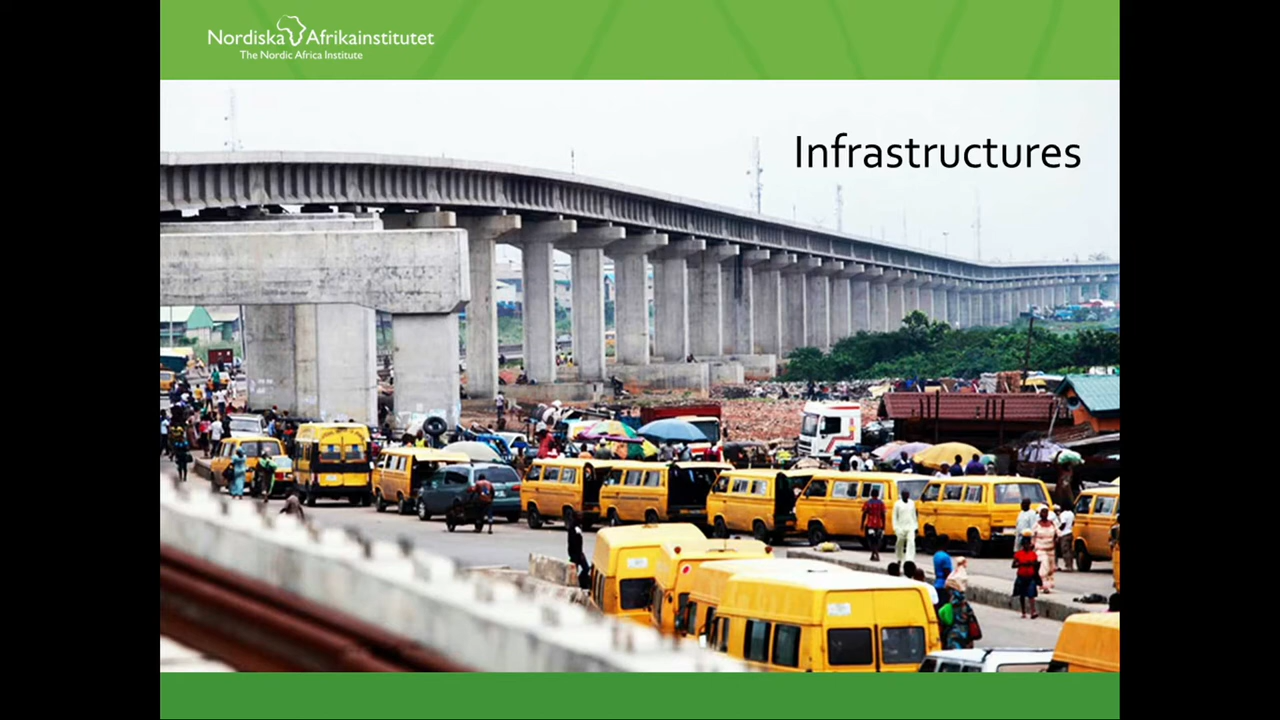 Nordiska Afrikainstitutet
The Nordic Africa Institute
Infrastructures